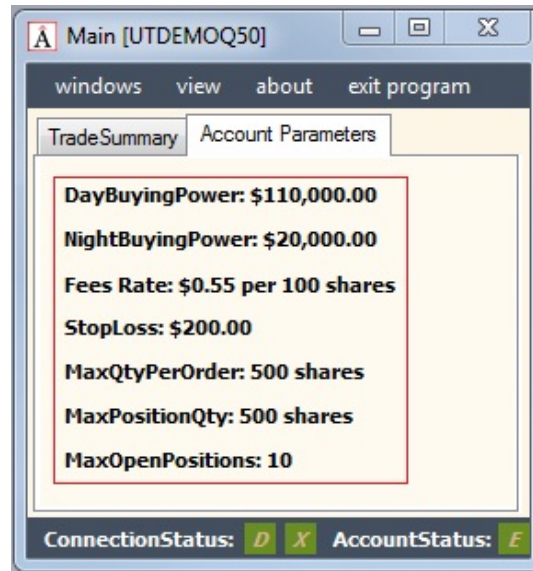 Main [UTDEMOQ50]
windows view about exit program
TradeSummary Account Parameters
DayBuyingPower: $110,000.00
NightBuyingPower: $20,000.00
Fees Rate: $0.55 per 100 shares
StopLoss: $200.00
MaxQtyPerOrder: 500 shares
MaxPositionQty: 500 shares
MaxOpenPositions: 10
ConnectionStatus: D X AccountStatus: E